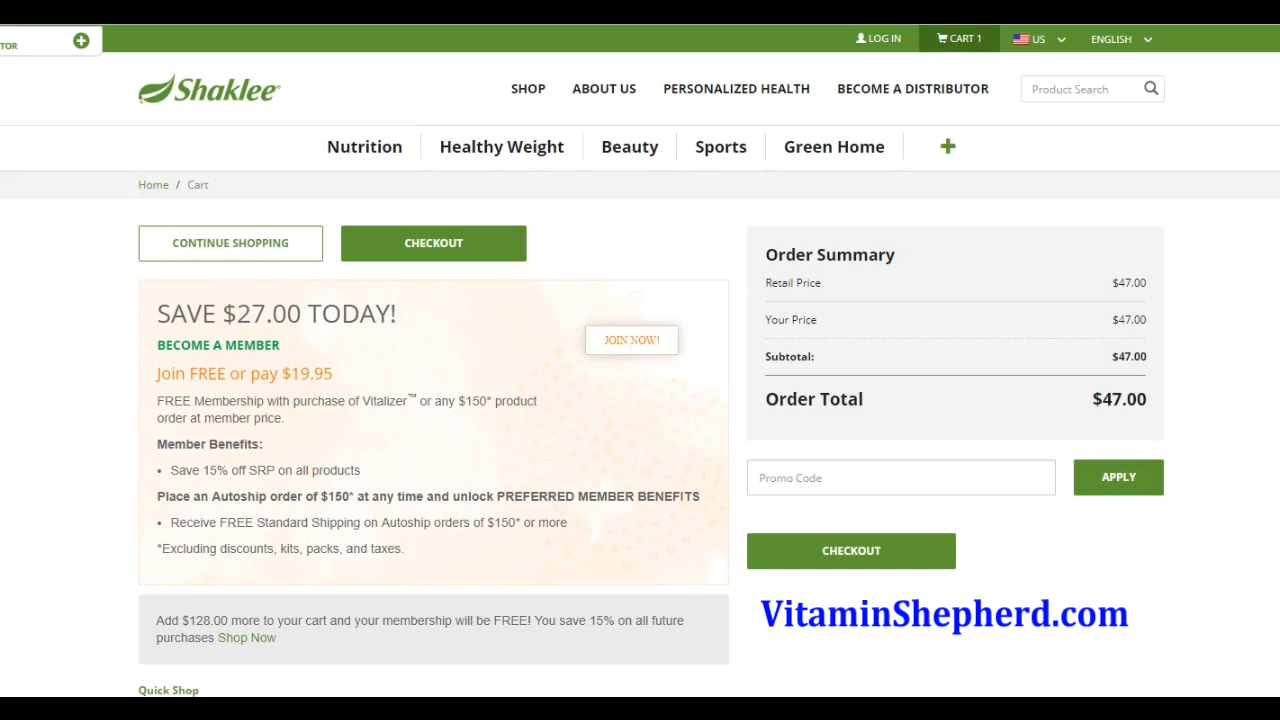 TOR
LOG IN
CART 1
US
ENGLISH
Shaklee
SHOP
ABOUT US
PERSONALIZED HEALTH
BECOME A DISTRIBUTOR
Product Search
Nutrition
Healthy Weight
Beauty
Sports
Green Home
Home / Cart
CONTINUE SHOPPING
CHECKOUT
SAVE $27.00 TODAY!
BECOME A MEMBER
Join FREE or pay $19.95
FREE Membership with purchase of Vitalizer™ or any $150* product
order at member price.
Member Benefits:
• Save 15% off SRP on all products
Place an Autoship order of $150* at any time and unlock PREFERRED MEMBER BENEFITS
• Receive FREE Standard Shipping on Autoship orders of $150* or more
*Excluding discounts, kits, packs, and taxes.
JOIN NOW!
Add $128.00 more to your cart and your membership will be FREE! You save 15% on all future
purchases Shop Now
Quick Shop
Order Summary
Retail Price $47.00
Your Price $47.00
Subtotal: $47.00
Order Total $47.00
Promo Code
APPLY
CHECKOUT
VitaminShepherd.com